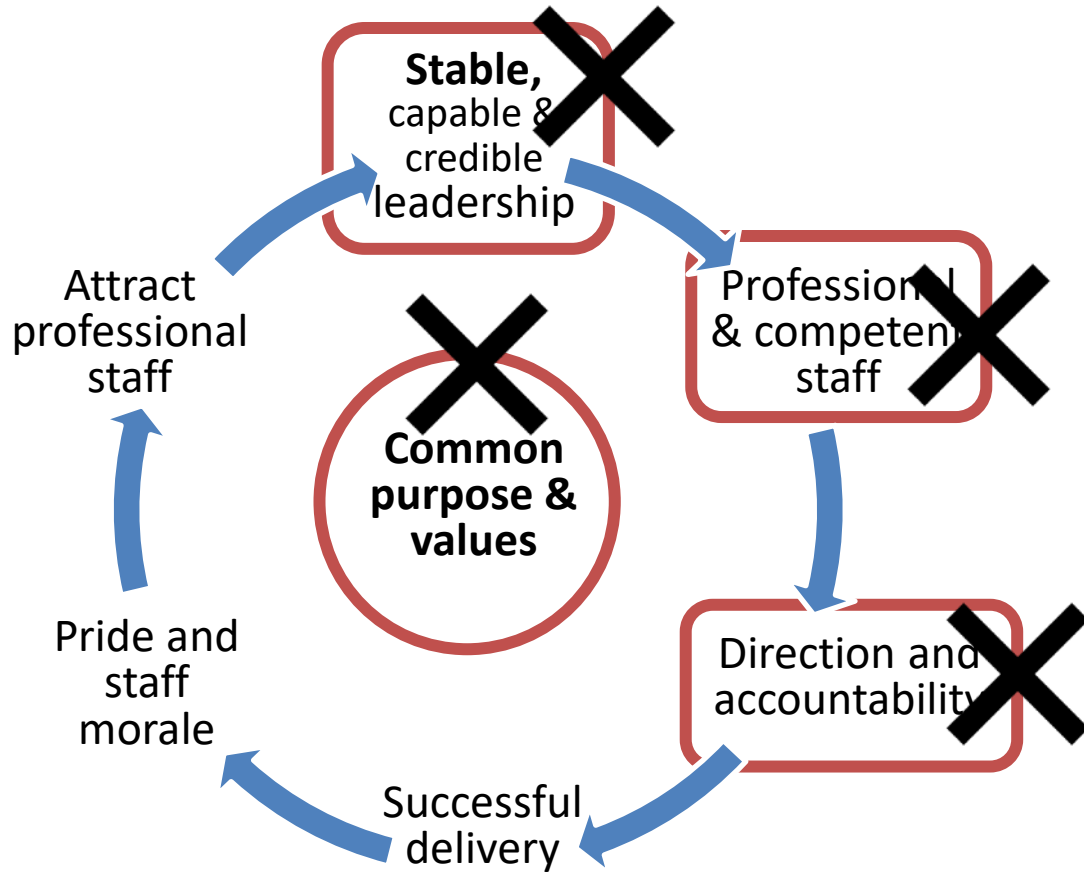 Stable,
capable &
credible
leadership
Professional
& competent
staff
Direction and
accountability
Successful
delivery
Pride and
staff
morale
Attract
professional
staff
Common
purpose &
values